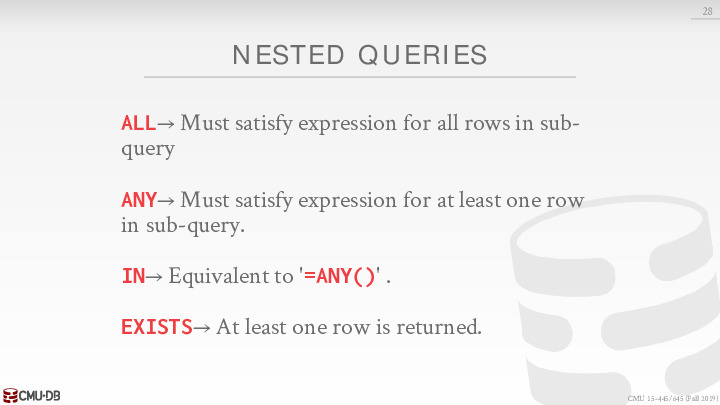 28
NESTED QUERIES
ALL→ Must satisfy expression for all rows in sub-
query
ANY→ Must satisfy expression for at least one row
in sub-query.
IN→ Equivalent to '=ANY()' .
EXISTS→ At least one row is returned.
CMU·DB
CMU 15-445/645 (Fall 2019)